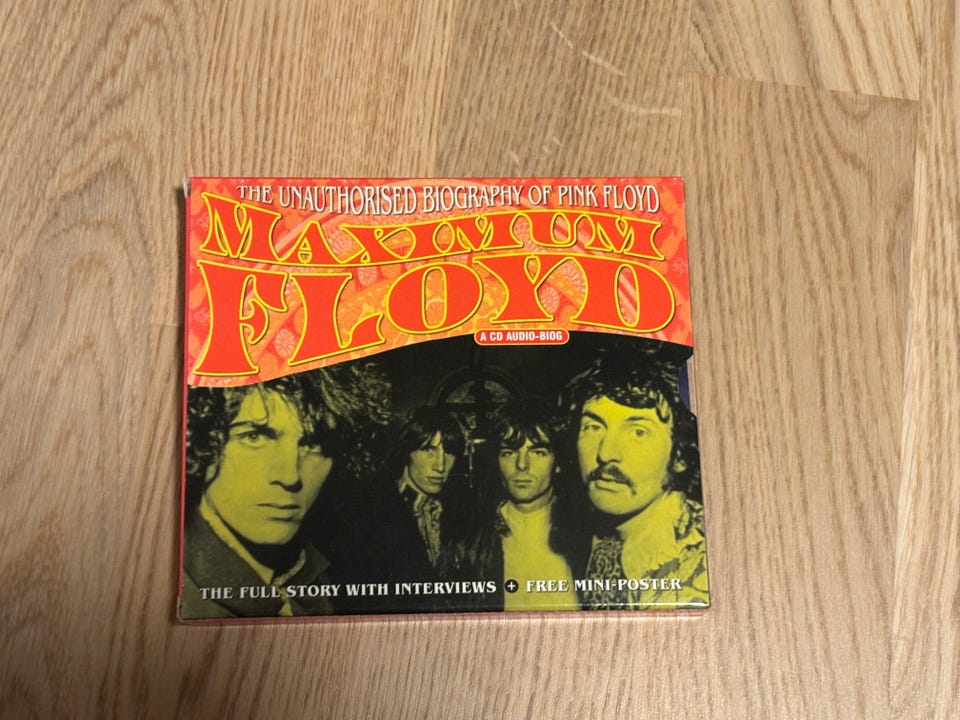 THE UNAUTHORISED BIOGRAPHY OF PINK FLOYD
MAXIMUM
FLOYD
A CD AUDIO-BIOG
THE FULL STORY WITH INTERVIEWS + FREE MINI-POSTER